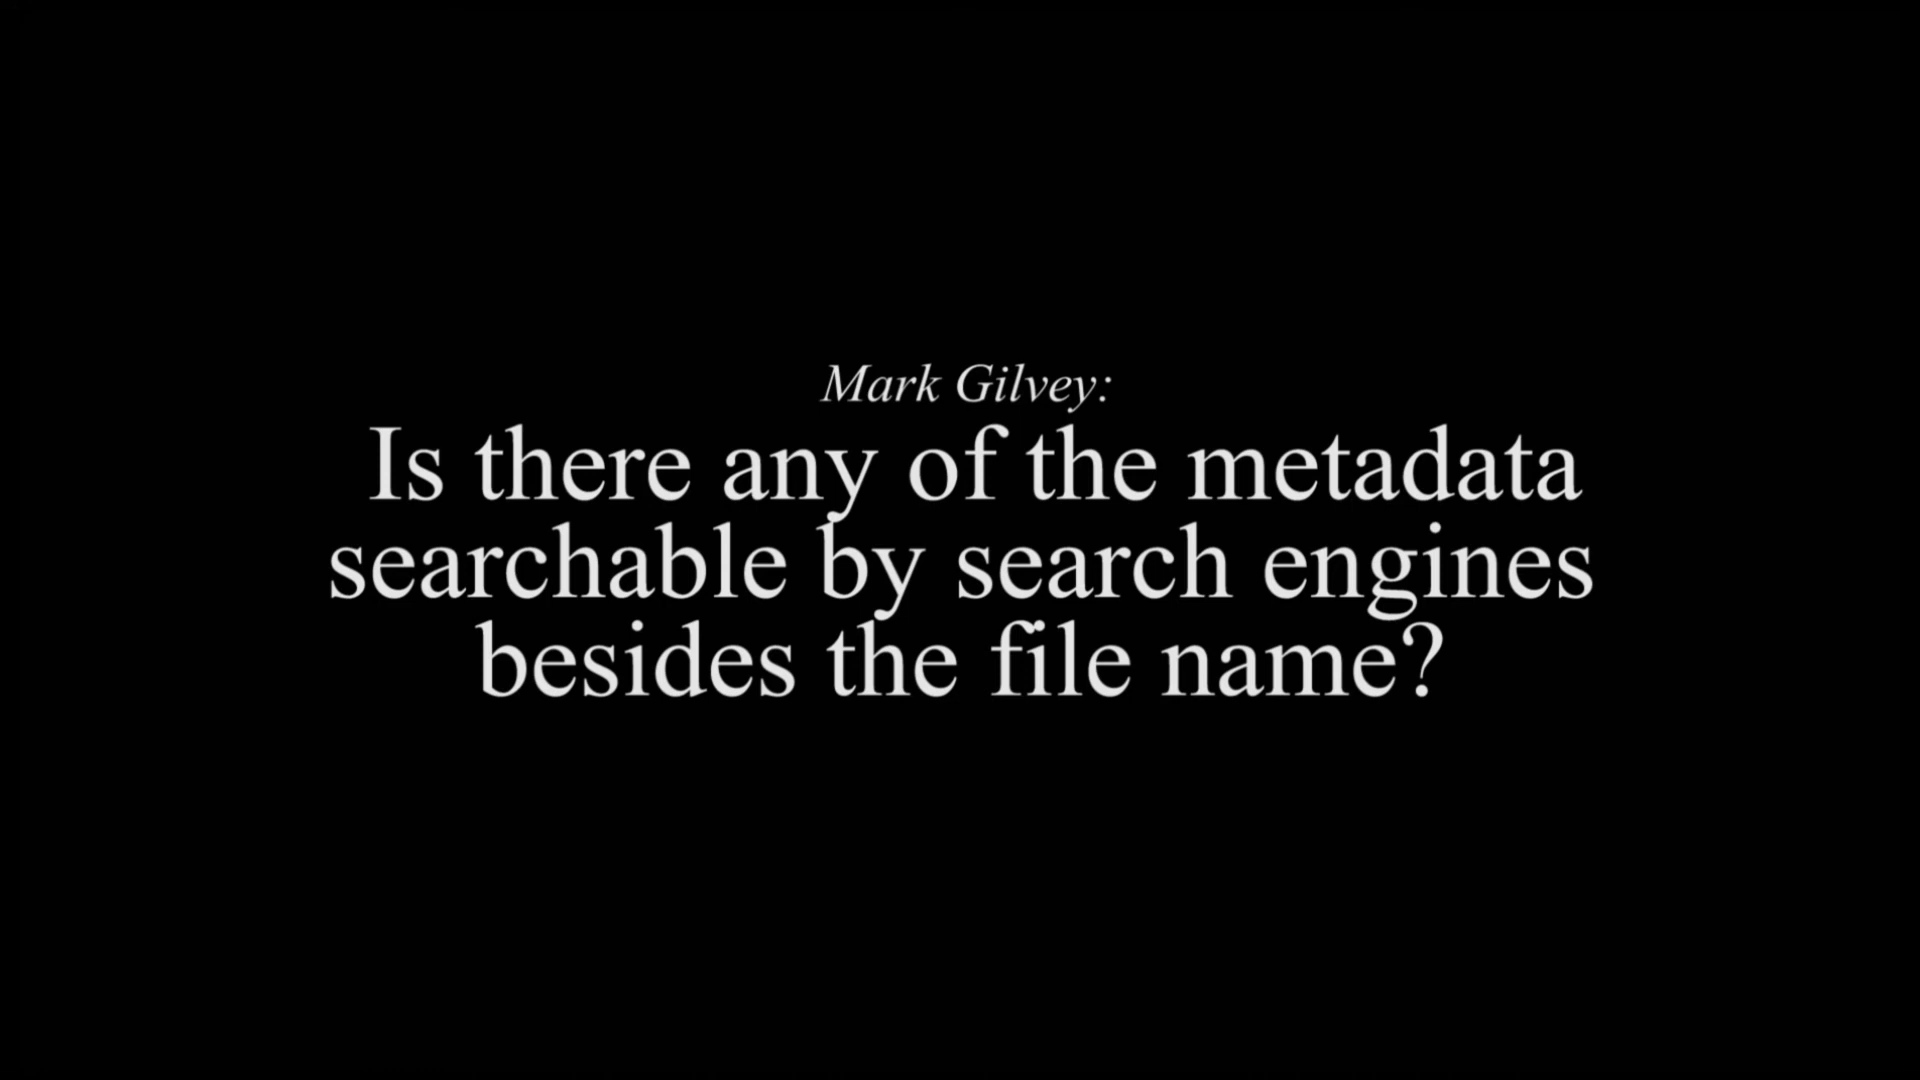 Mark Gilvey:
Is there any of the metadata
searchable by search engines
besides the file name?